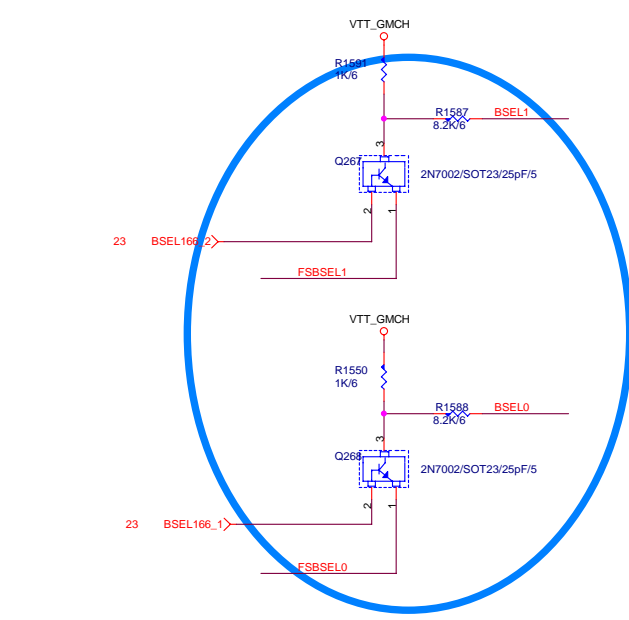 VTT_GMCH
R1591
1K/6
R1587
BSEL1
8.2K/6
3
Q267
2N7002/SOT23/25pF/5
2
1
23
BSEL166_2
FSBSEL1
VTT_GMCH
R1550
1K/6
R1588
BSEL0
8.2K/6
3
Q268
2N7002/SOT23/25pF/5
2
1
23
BSEL166_1
FSBSEL0